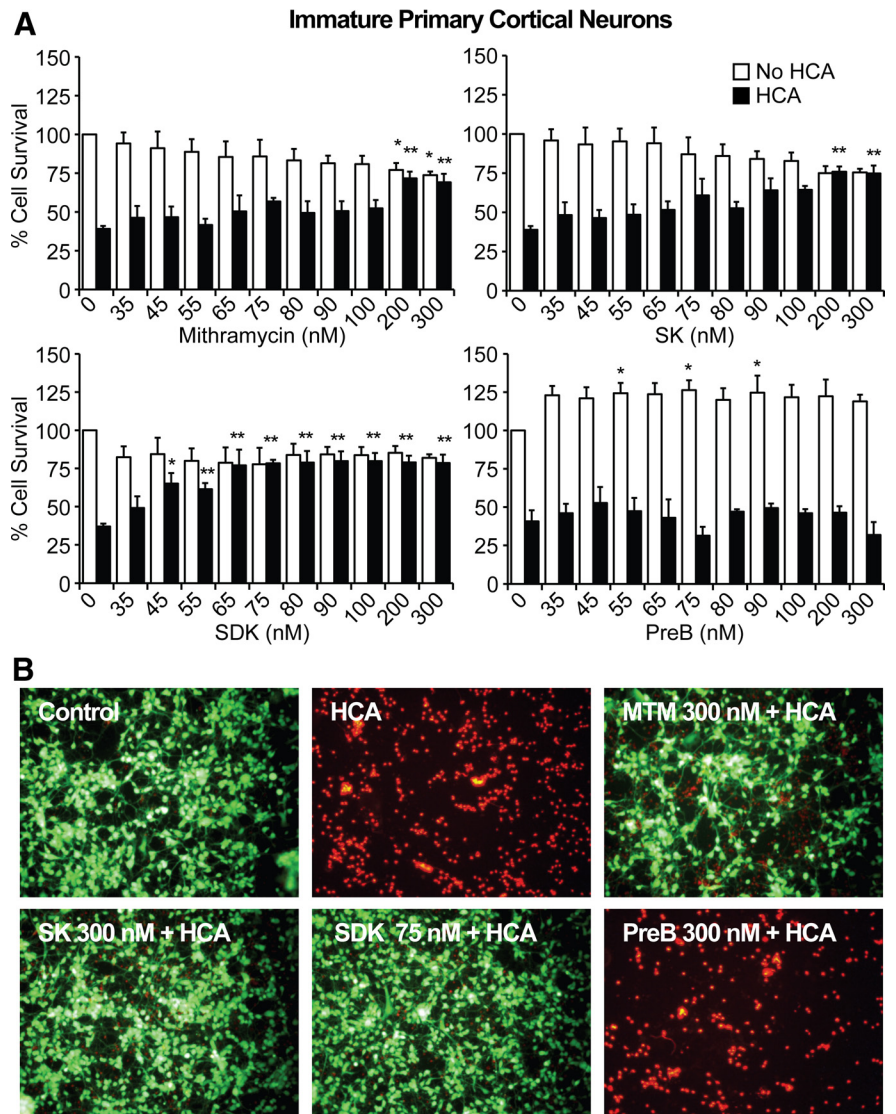 A
Immature Primary Cortical Neurons
150
125
100
75
50
25
0
% Cell Survival
* ** * **
0 35 45 55 65 75 80 90 100 200 300
Mithramycin (nM)
150
125
100
75
50
25
0
No HCA
HCA
** **
0 35 45 55 65 75 80 90 100 200 300
SK (nM)
150
125
100
75
50
25
0
% Cell Survival
* ** ** ** ** ** ** ** **
0 35 45 55 65 75 80 90 100 200 300
SDK (nM)
150
125
100
75
50
25
0
* * *
0 35 45 55 65 75 80 90 100 200 300
PreB (nM)
B
Control
HCA
MTM 300 nM + HCA
SK 300 nM + HCA
SDK 75 nM + HCA
PreB 300 nM + HCA